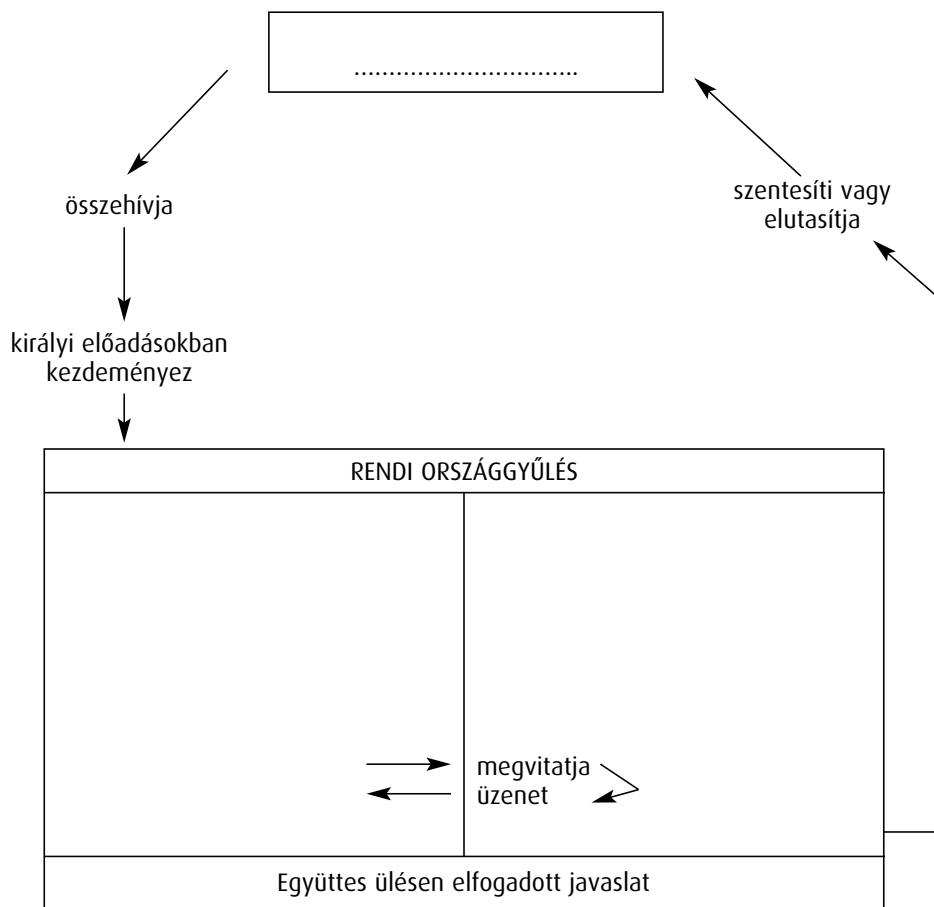 ................................
összehívja
szentesíti vagy
elutasítja
királyi előadásokban
kezdeményez
RENDI ORSZÁGGYŰLÉS
megvitatja
üzenet
Együttes ülésen elfogadott javaslat